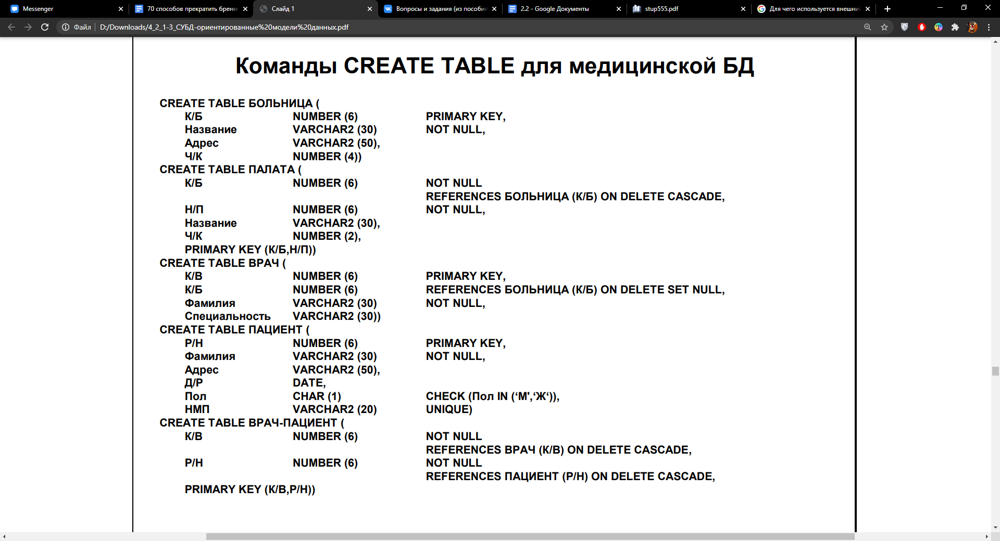 Messenger
70 способов прекратить бренн
Слайд 1
Вопросы и задания (из пособия
2.2 - Google Документы
stup555.pdf
Для чего используется внешний
Файл
D:/Downloads/4_2_1-3_СУБД-ориентированные%20модели%20данных.pdf
Команды CREATE TABLE для медицинской БД
CREATE TABLE БОЛЬНИЦА (
К/Б NUMBER (6) PRIMARY KEY,
Название VARCHAR2 (30) NOT NULL,
Адрес VARCHAR2 (50),
Ч/К NUMBER (4))
CREATE TABLE ПАЛАТА (
К/Б NUMBER (6) NOT NULL
REFERENCES БОЛЬНИЦА (К/Б) ON DELETE CASCADE,
Н/П NUMBER (6) NOT NULL,
Название VARCHAR2 (30),
Ч/К NUMBER (2),
PRIMARY KEY (К/Б,Н/П))
CREATE TABLE ВРАЧ (
К/В NUMBER (6) PRIMARY KEY,
К/Б NUMBER (6) REFERENCES БОЛЬНИЦА (К/Б) ON DELETE SET NULL,
Фамилия VARCHAR2 (30) NOT NULL,
Специальность VARCHAR2 (30))
CREATE TABLE ПАЦИЕНТ (
Р/Н NUMBER (6) PRIMARY KEY,
Фамилия VARCHAR2 (30) NOT NULL,
Адрес VARCHAR2 (50),
Д/Р DATE,
Пол CHAR (1) CHECK (Пол IN (‘М',‘Ж‘)),
НМП VARCHAR2 (20) UNIQUE)
CREATE TABLE ВРАЧ-ПАЦИЕНТ (
К/В NUMBER (6) NOT NULL
REFERENCES ВРАЧ (К/В) ON DELETE CASCADE,
Р/Н NUMBER (6) NOT NULL
REFERENCES ПАЦИЕНТ (Р/Н) ON DELETE CASCADE,
PRIMARY KEY (К/В,Р/Н))